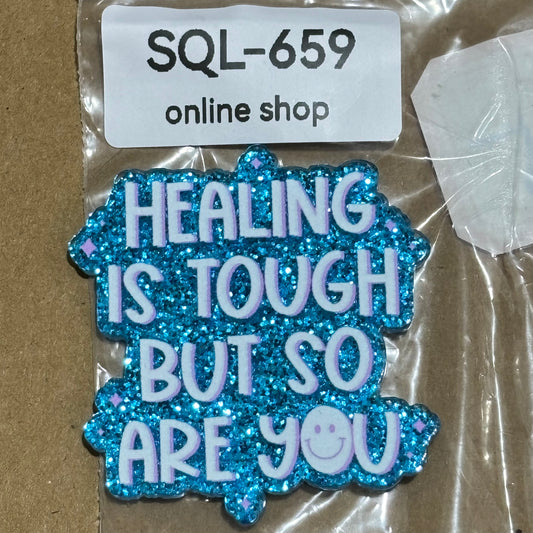 SQL-659
online shop
HEALING
IS TOUGH
BUT SO
ARE YOU